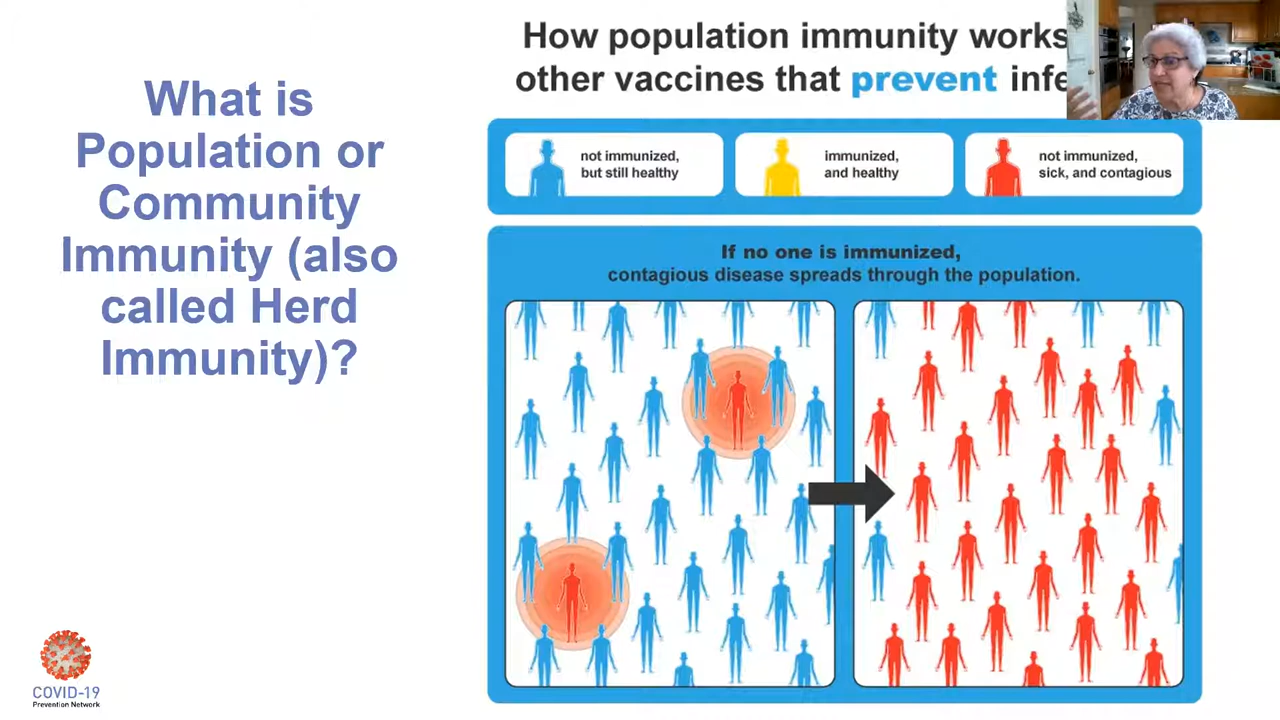 What is
Population or
Community
Immunity (also
called Herd
Immunity)?
How population immunity works
other vaccines that prevent
not immunized,
but still healthy
immunized,
and healthy
not immunized,
sick, and contagious
If no one is immunized,
contagious disease spreads through the population.
COVID-19
Prevention Network